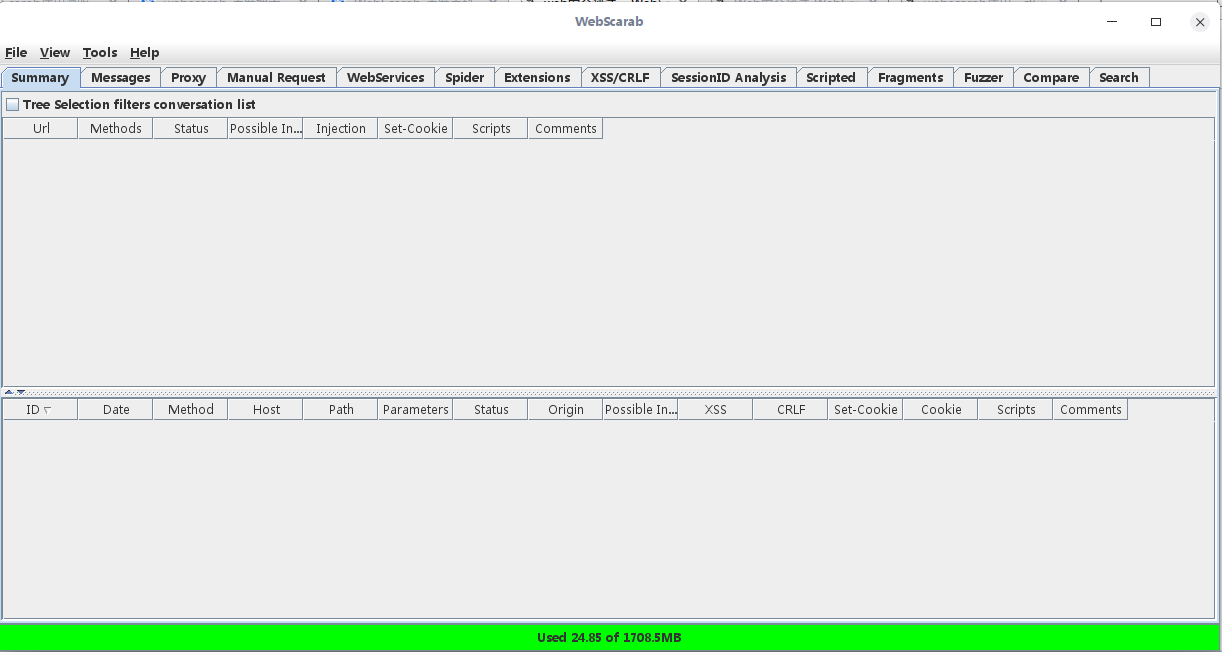 WebScarab
File View Tools Help
Summary Messages Proxy Manual Request WebServices Spider Extensions XSS/CRLF SessionID Analysis Scripted Fragments Fuzzer Compare Search
Tree Selection filters conversation list
Url Methods Status Possible In... Injection Set-Cookie Scripts Comments
ID Date Method Host Path Parameters Status Origin Possible In... XSS CRLF Set-Cookie Cookie Scripts Comments
Used 24.85 of 1708.5MB